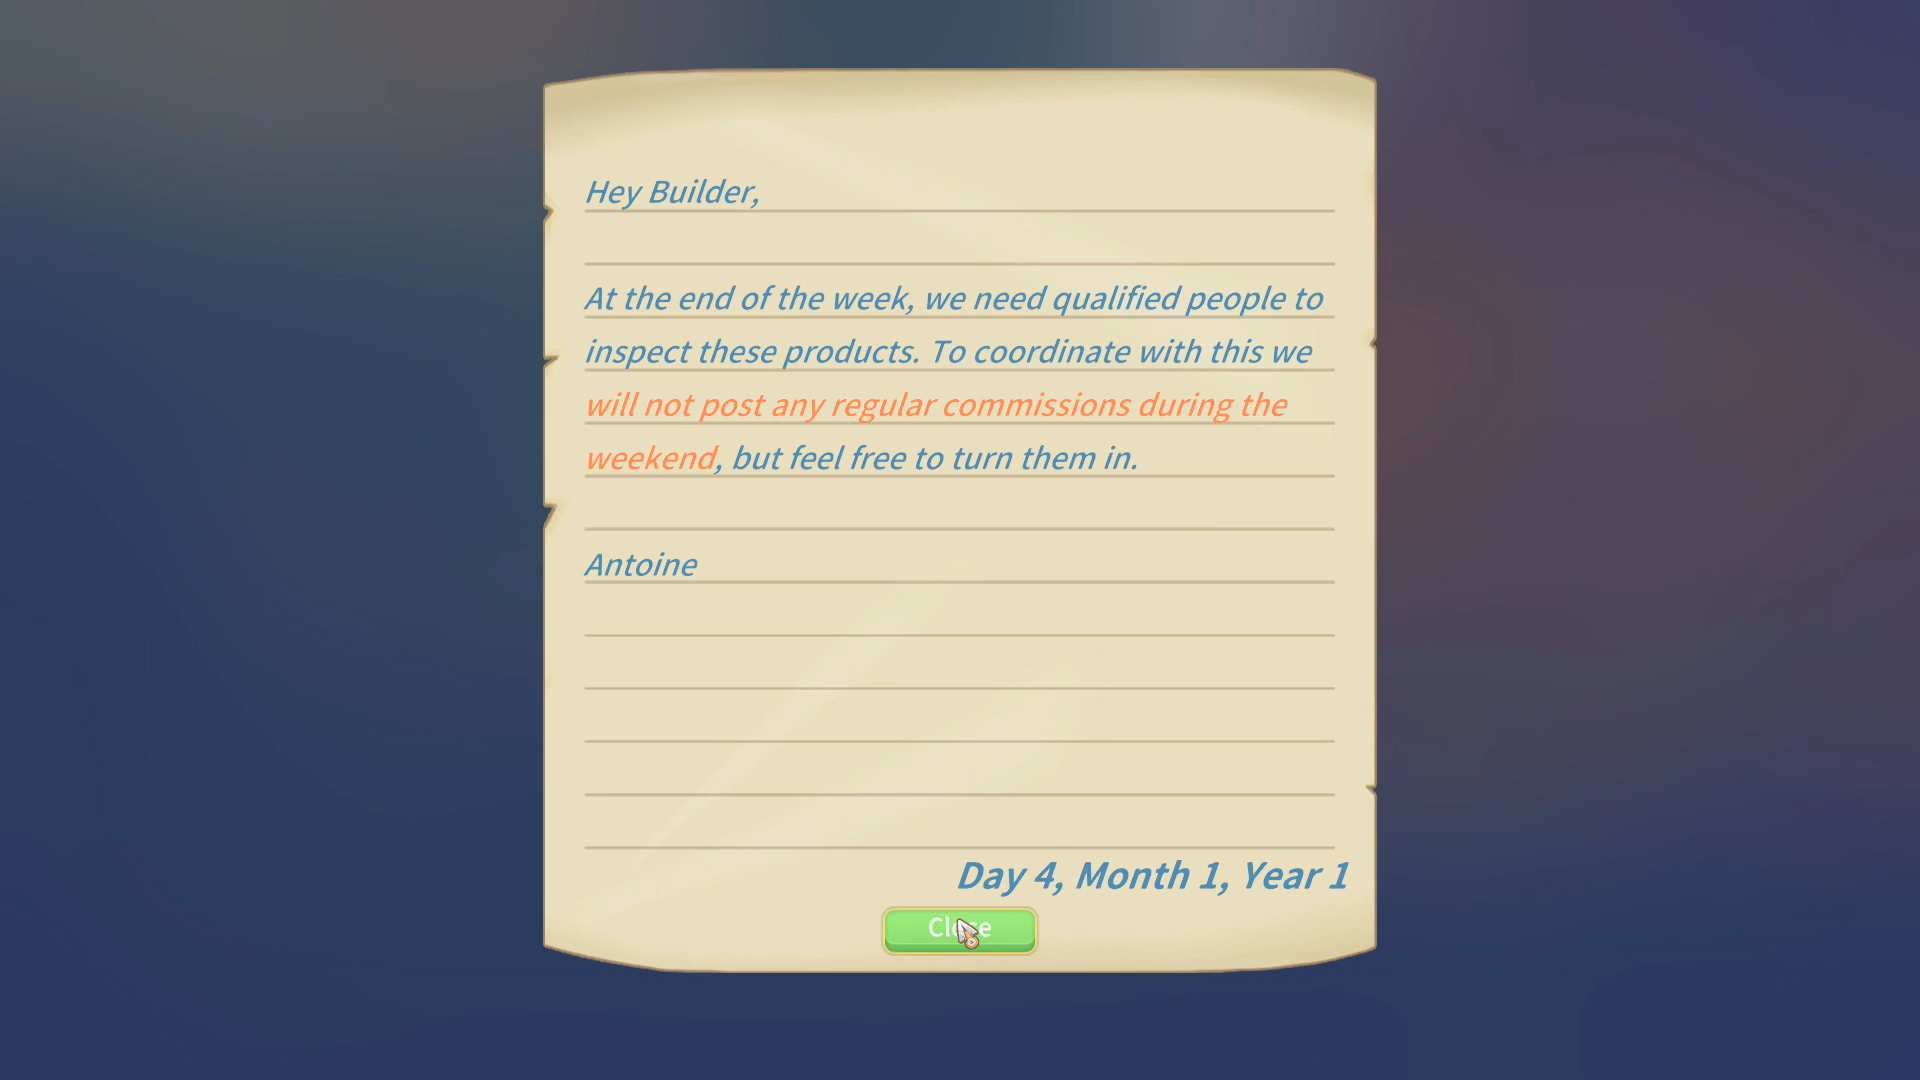 Hey Builder,
At the end of the week, we need qualified people to
inspect these products. To coordinate with this we
will not post any regular commissions during the
weekend, but feel free to turn them in.
Antoine
Day 4, Month 1, Year 1
Close